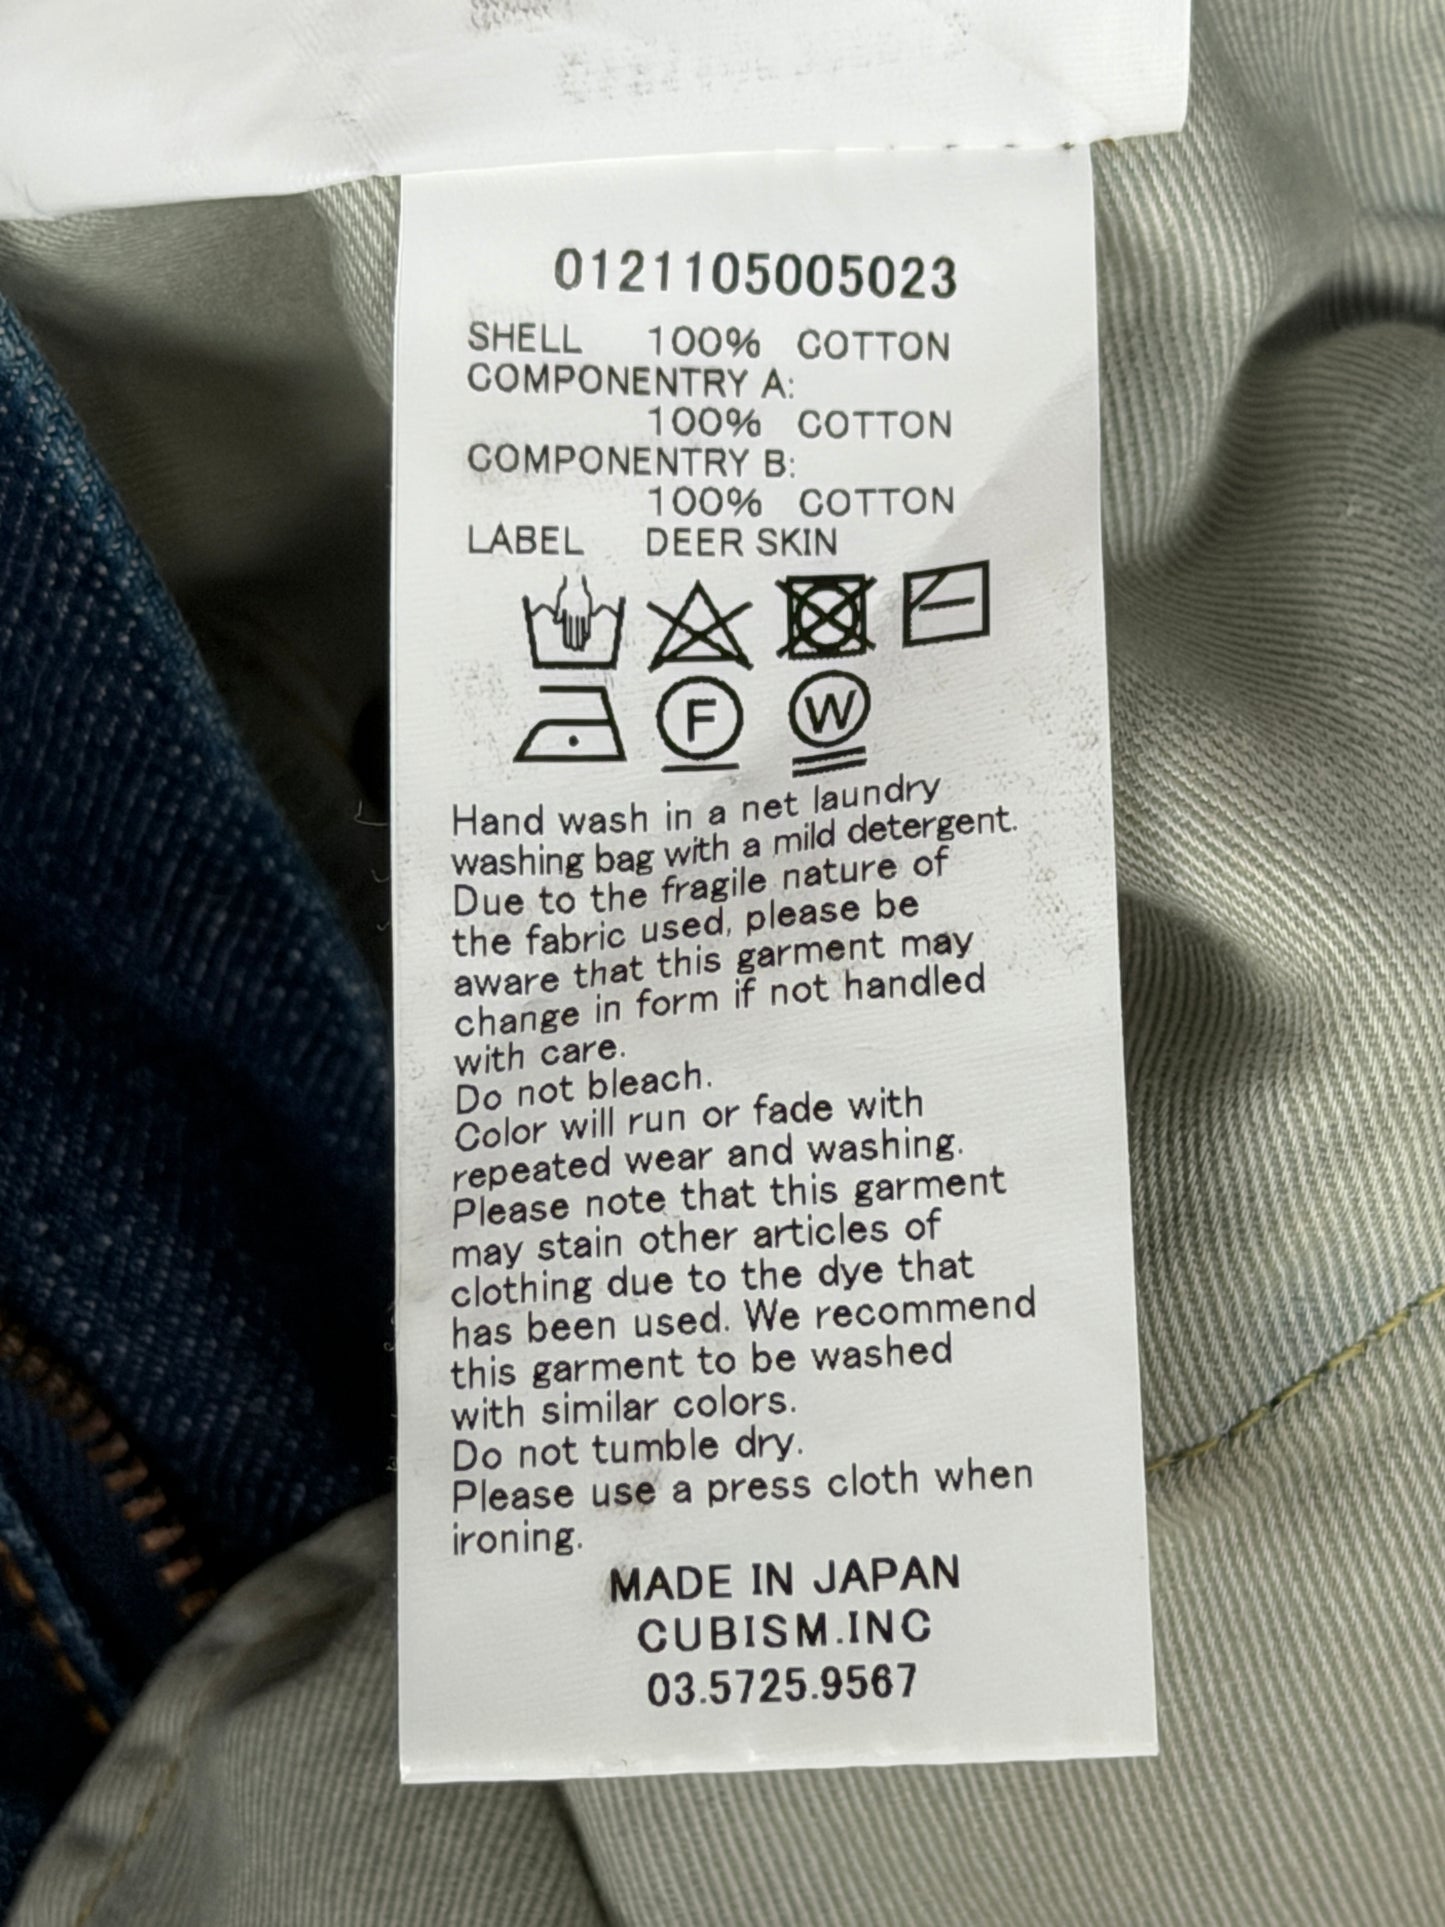 0121105005023
SHELL 100% COTTON
COMPONENTRY A:
100% COTTON
COMPONENTRY B:
100% COTTON
LABEL DEER SKIN
F W
Hand wash in a net laundry
washing bag with a mild detergent.
Due to the fragile nature of
the fabric used, please be
aware that this garment may
change in form if not handled
with care.
Do not bleach.
Color will run or fade with
repeated wear and washing.
Please note that this garment
may stain other articles of
clothing due to the dye that
has been used. We recommend
this garment to be washed
with similar colors.
Do not tumble dry.
Please use a press cloth when
ironing.
MADE IN JAPAN
CUBISM.INC
03.5725.9567